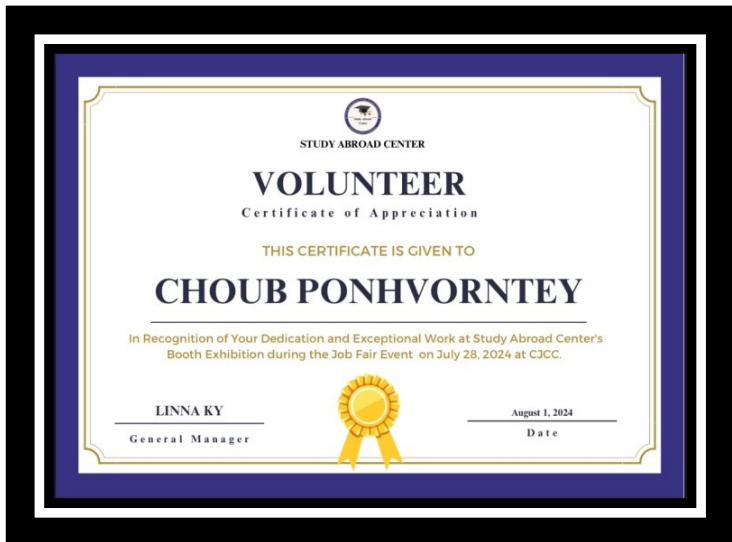 STUDY ABROAD CENTER
VOLUNTEER
Certificate of Appreciation
THIS CERTIFICATE IS GIVEN TO
CHOUB PONHVORNTEY
In Recognition of Your Dedication and Exceptional Work at Study Abroad Center's
Booth Exhibition during the Job Fair Event on July 28, 2024 at CJCC.
LINNA KY
General Manager
August 1, 2024
Date